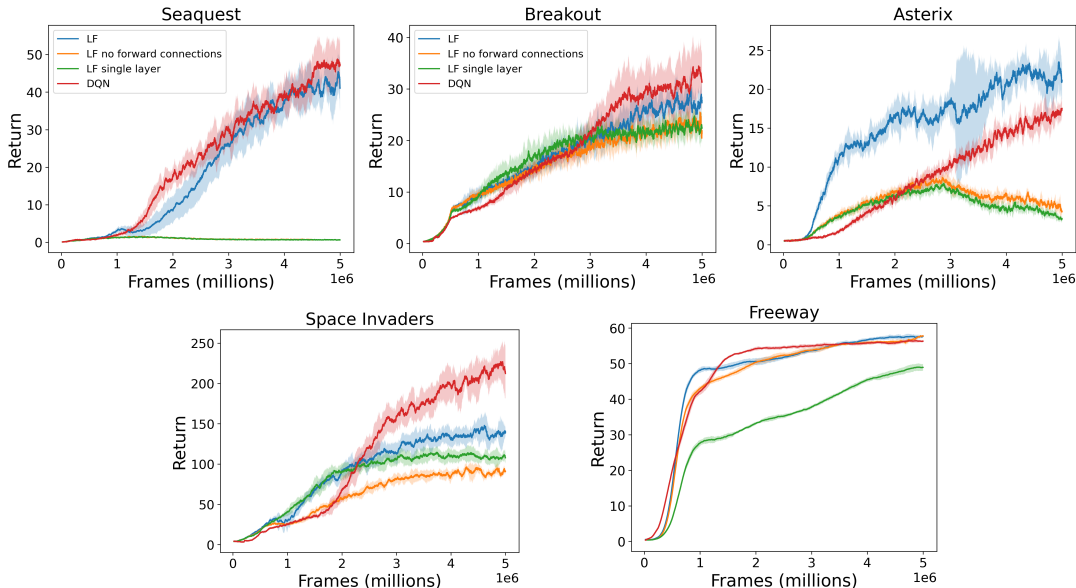 Seaquest
Return
50
40
30
20
10
0
LF
LF no forward connections
LF single layer
DQN
0 1 2 3 4 5
1e6
Frames (millions)
Breakout
Return
40
30
20
10
0
LF
LF no forward connections
LF single layer
DQN
0 1 2 3 4 5
1e6
Frames (millions)
Asterix
Return
25
20
15
10
5
0
0 1 2 3 4 5
1e6
Frames (millions)
Space Invaders
Return
250
200
150
100
50
0
0 1 2 3 4 5
1e6
Frames (millions)
Freeway
Return
60
50
40
30
20
10
0
0 1 2 3 4 5
1e6
Frames (millions)